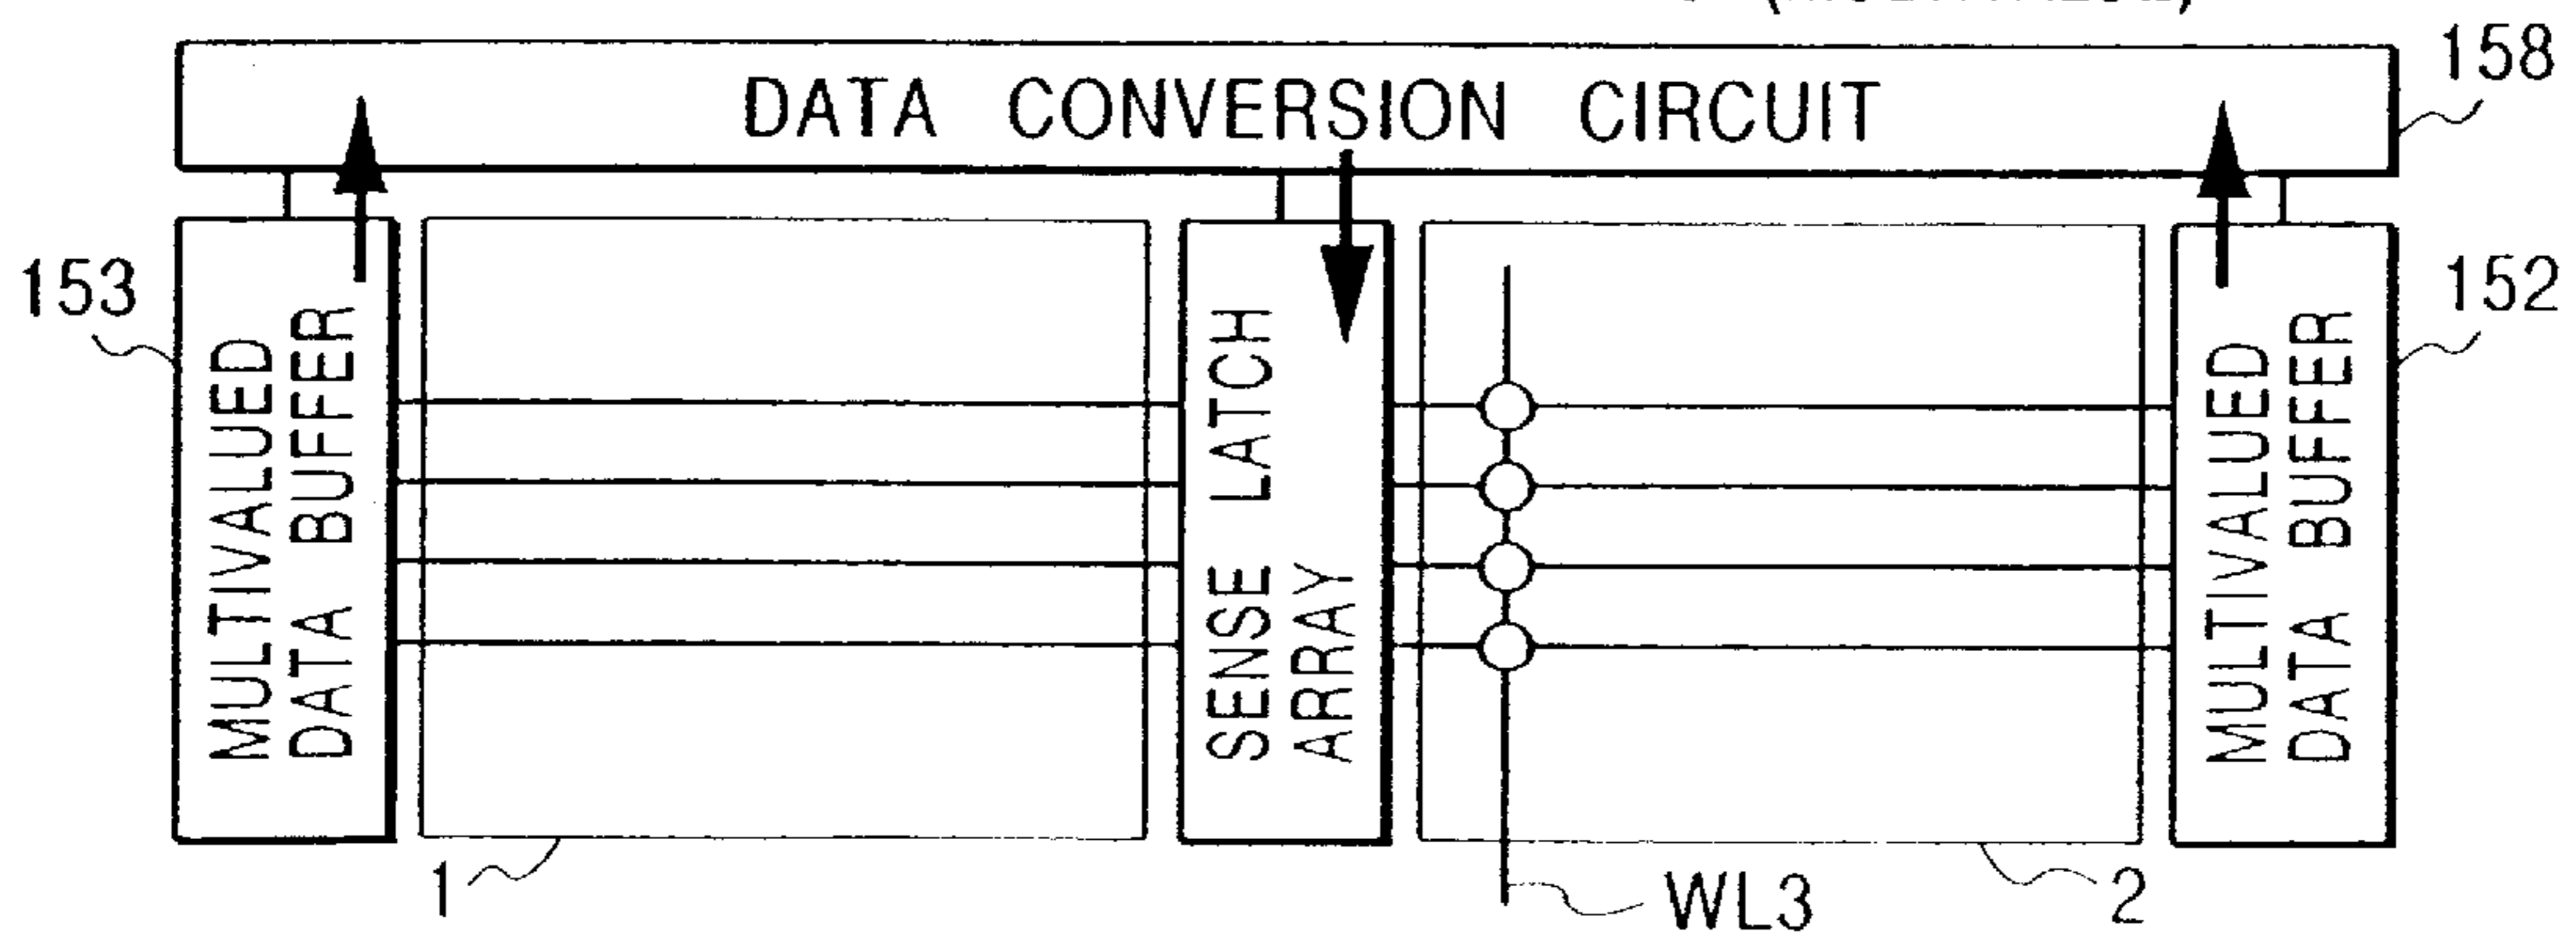 DATA CONVERSION CIRCUIT
158
153
MULTIVALUED
DATA BUFFER
SENSE LATCH
ARRAY
MULTIVALUED
DATA BUFFER
152
1
WL3
2